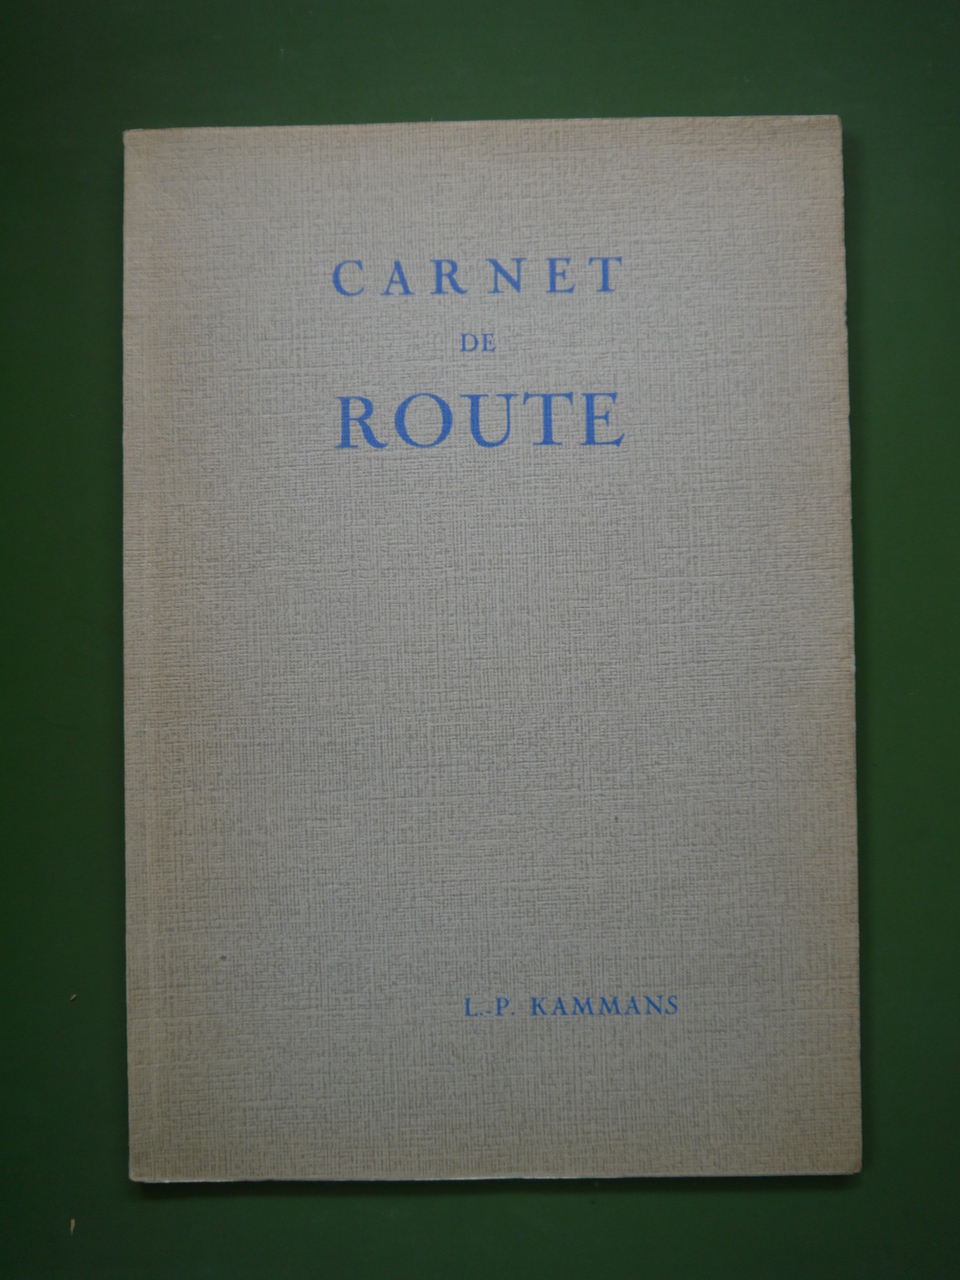 CARNET
DE
ROUTE
L.-P. KAMMANS